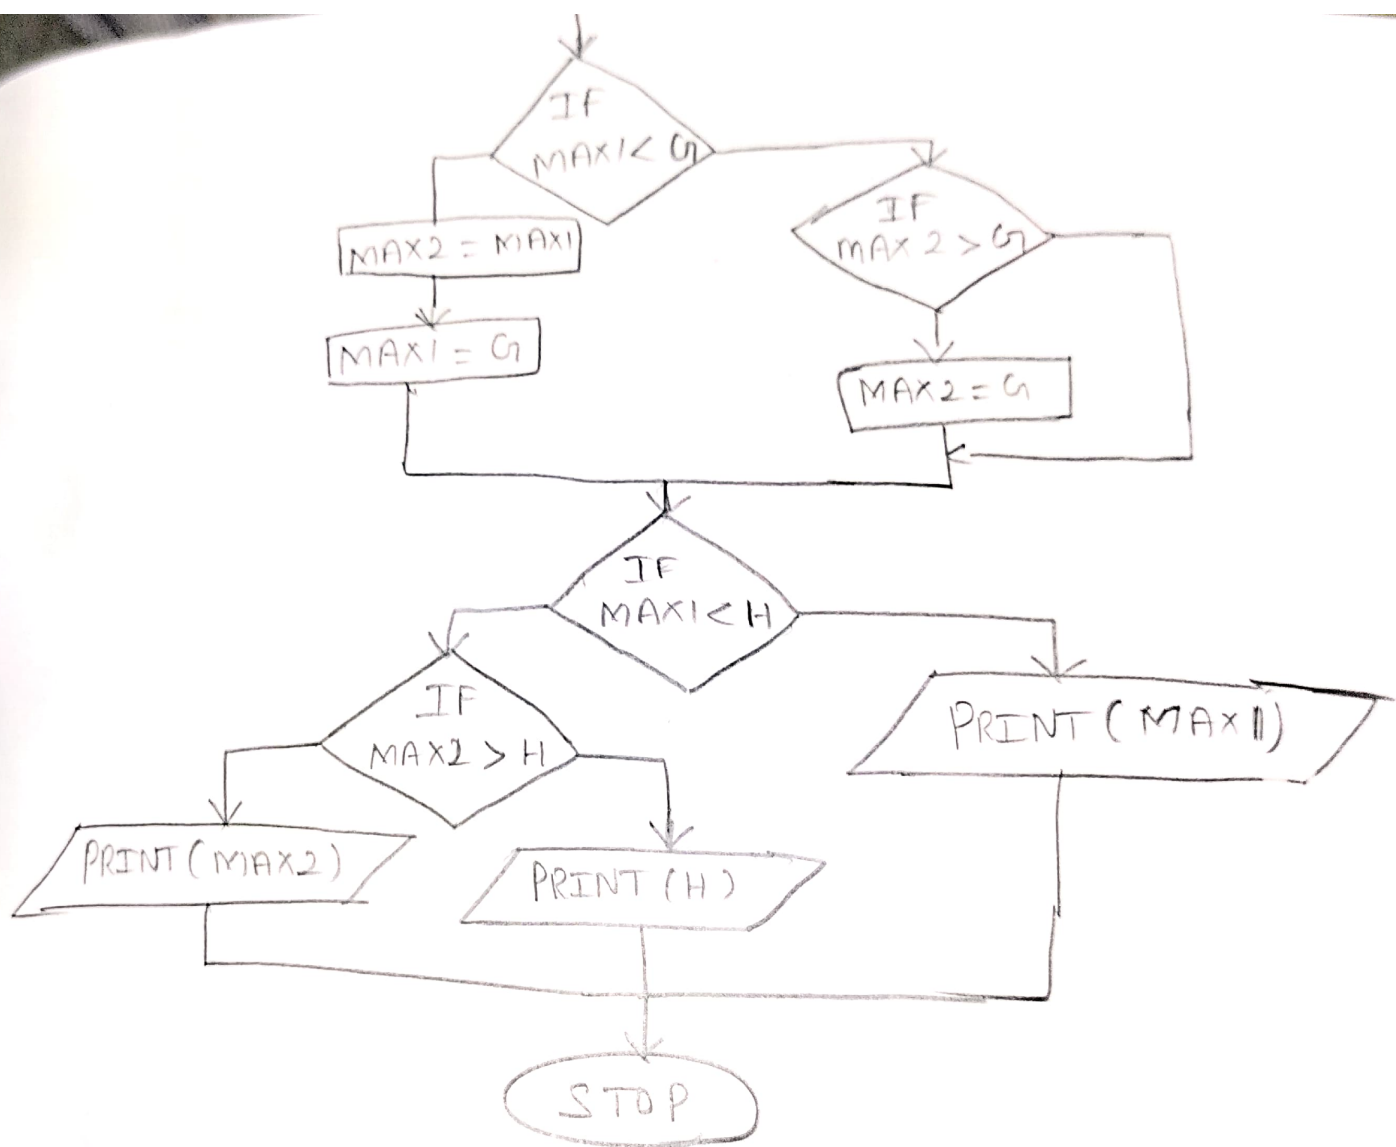 IF
MAX1 < G
IF
MAX 2 > G
MAX2 = MAX1
MAX1 = G
MAX2 = G
IF
MAX1 < H
IF
MAX2 > H
PRINT ( MAX1)
PRINT ( MAX2)
PRINT (H)
STOP